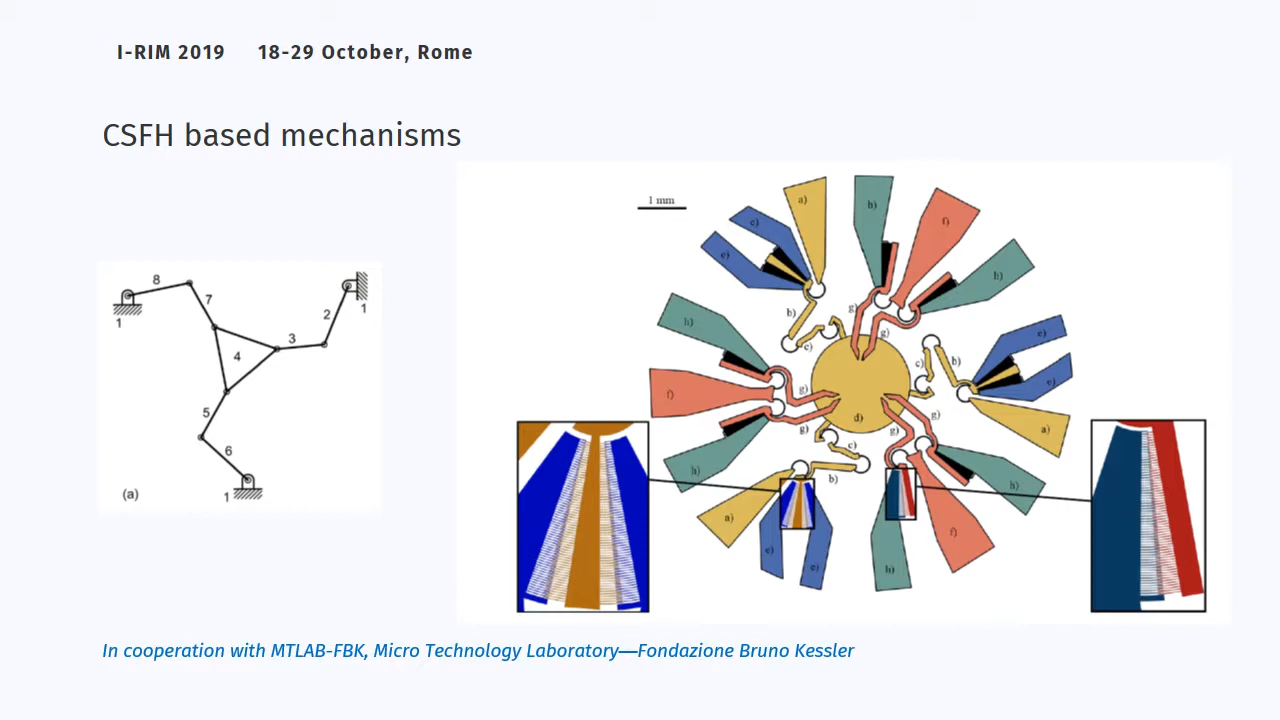 I-RIM 2019 18-29 October, Rome
CSFH based mechanisms
8
7
1
2
1
3
4
5
6
1
(a)
1 mm
a)
h)
f)
e)
e)
h)
b)
c)
g)
g)
h)
e)
e)
c)
b)
f)
g)
g)
d)
g)
g)
a)
h)
c)
b)
a)
h)
e)
e)
f)
h)
In cooperation with MTLAB-FBK, Micro Technology Laboratory—Fondazione Bruno Kessler